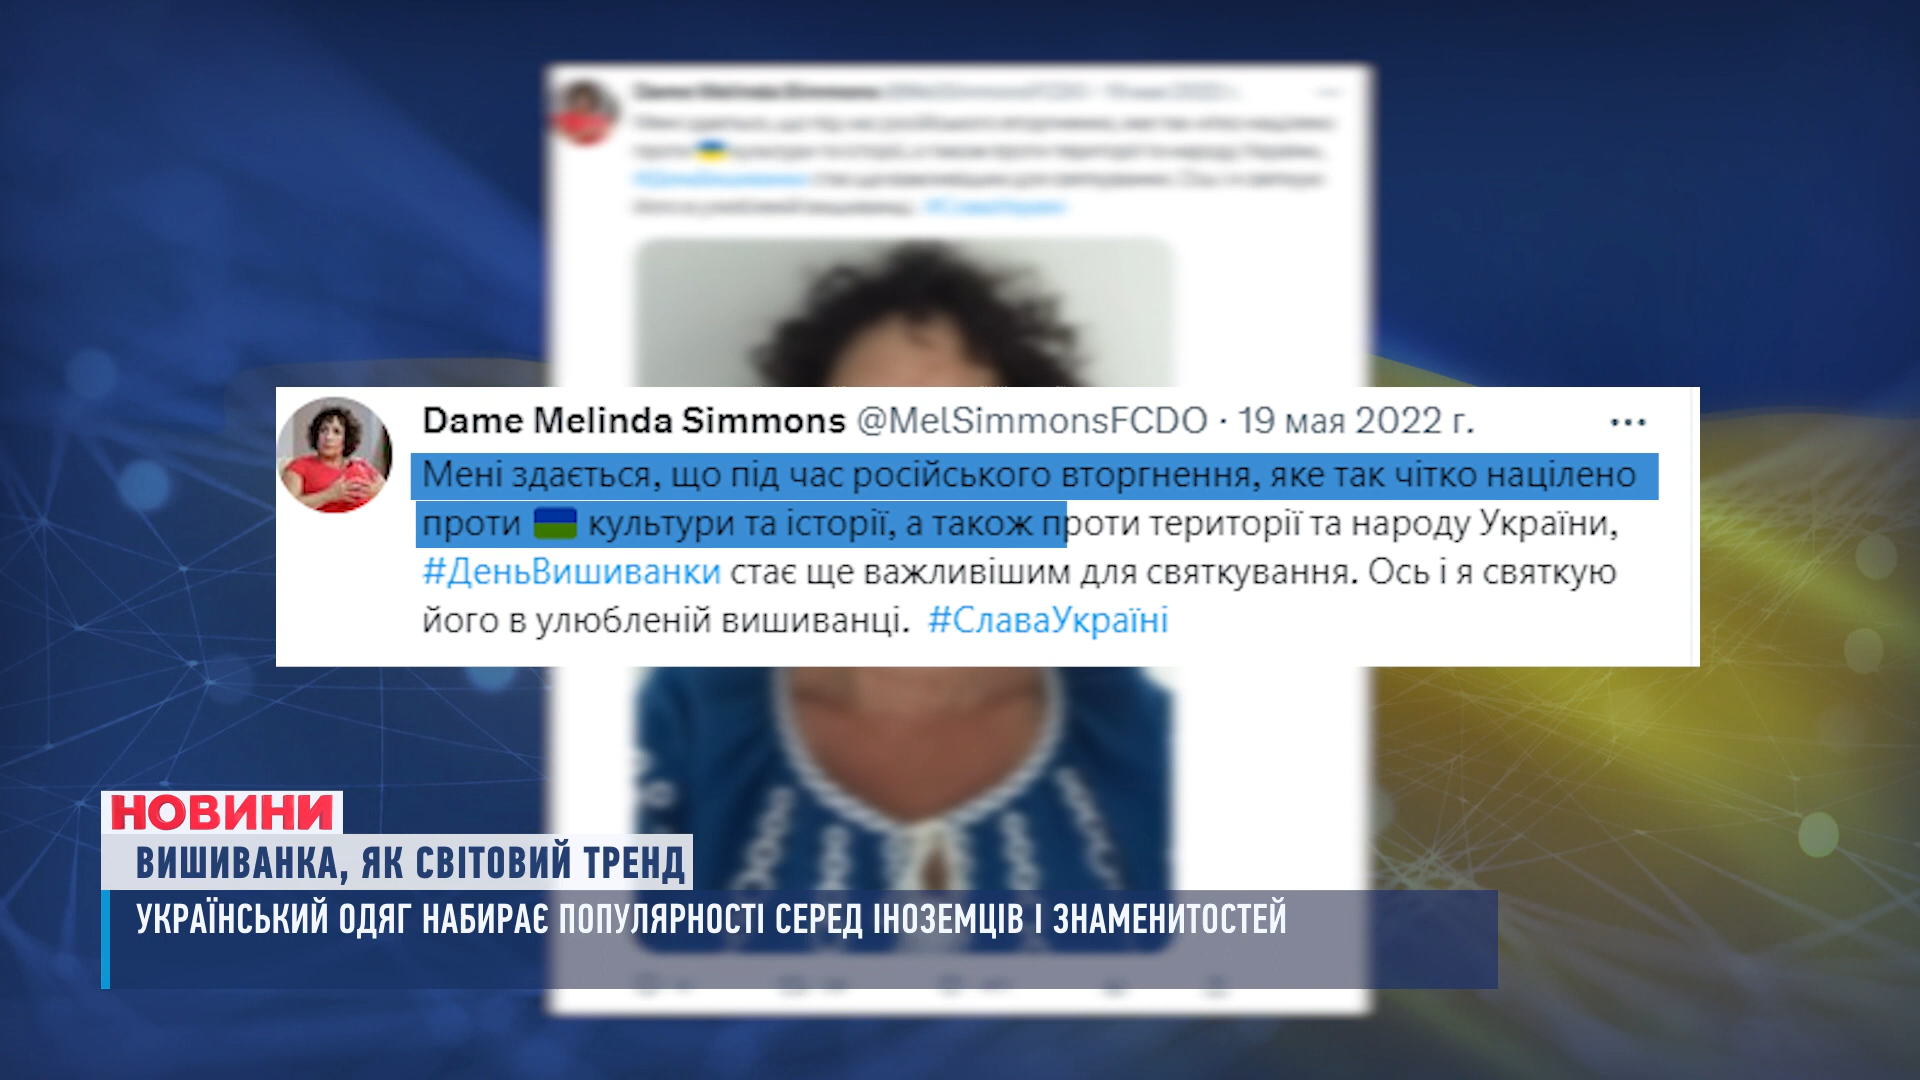 Dame Melinda Simmons @MelSimmonsFCDO · 19 мая 2022 г.
Мені здається, що під час російського вторгнення, яке так чітко націлено
проти 🇺🇦 культури та історії, а також проти території та народу України,
#ДеньВишиванки стає ще важливішим для святкування. Ось і я святкую
його в улюбленій вишиванці. #СлаваУкраїні
НОВИНИ
ВИШИВАНКА, ЯК СВІТОВИЙ ТРЕНД
УКРАЇНСЬКИЙ ОДЯГ НАБИРАЄ ПОПУЛЯРНОСТІ СЕРЕД ІНОЗЕМЦІВ І ЗНАМЕНИТОСТЕЙ